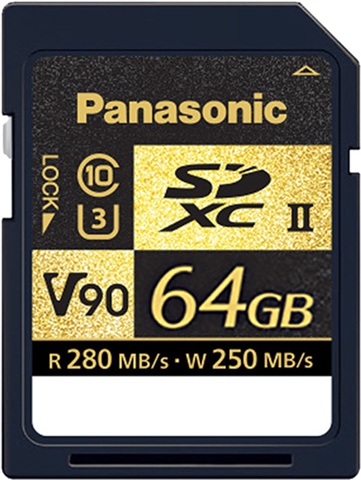 Panasonic
LOCK
10
3
SD
XC II
V90
64GB
R 280 MB/s · W 250 MB/s